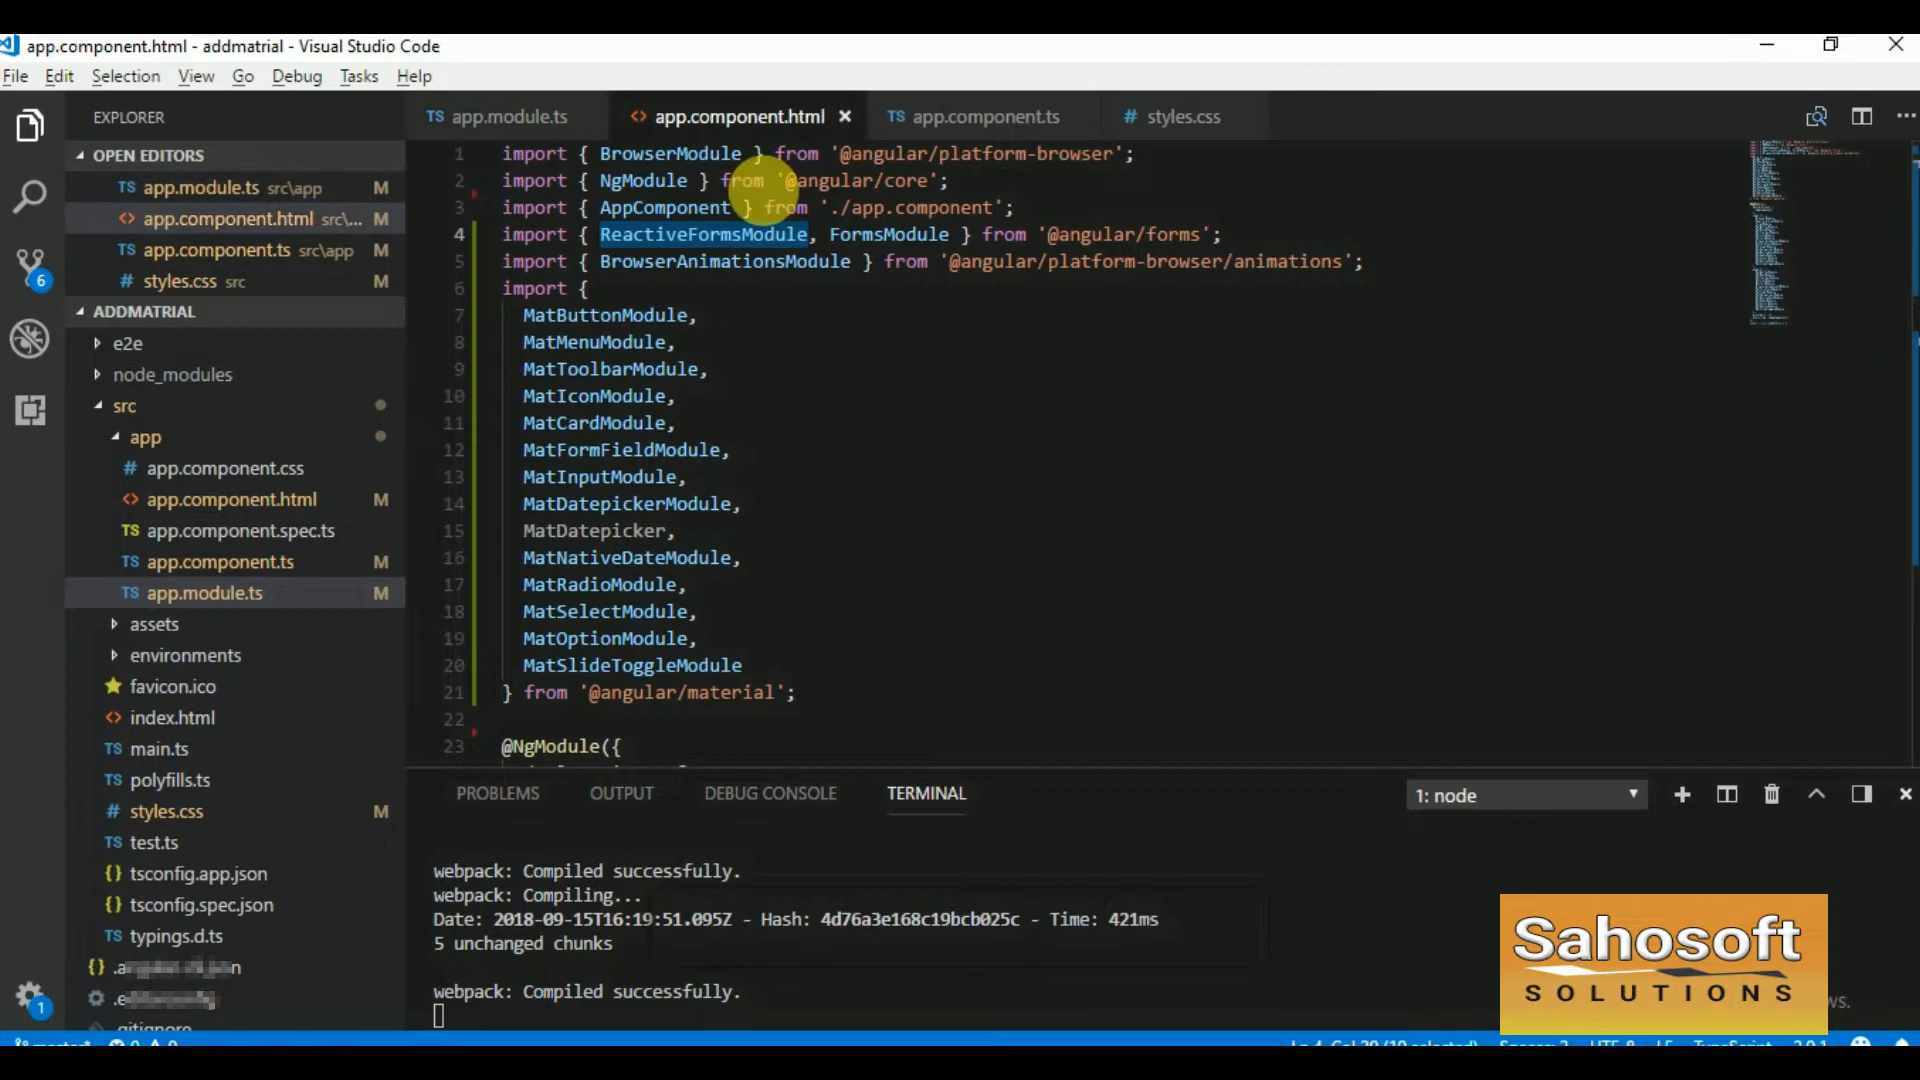 app.component.html - addmatrial - Visual Studio Code
File Edit Selection View Go Debug Tasks Help
EXPLORER
OPEN EDITORS
TS app.module.ts src\app M
<> app.component.html src\... M
TS app.component.ts src\app M
# styles.css src M
ADDMATRIAL
e2e
node_modules
src
app
# app.component.css
<> app.component.html M
TS app.component.spec.ts
TS app.component.ts M
TS app.module.ts M
assets
environments
favicon.ico
<> index.html
TS main.ts
TS polyfills.ts
# styles.css M
TS test.ts
{} tsconfig.app.json
{} tsconfig.spec.json
TS typings.d.ts
.gitignore
6
1
TS app.module.ts <> app.component.html × TS app.component.ts # styles.css
1 import { BrowserModule } from '@angular/platform-browser';
2 import { NgModule } from '@angular/core';
3 import { AppComponent } from './app.component';
4 import { ReactiveFormsModule, FormsModule } from '@angular/forms';
5 import { BrowserAnimationsModule } from '@angular/platform-browser/animations';
6 import {
7 MatButtonModule,
8 MatMenuModule,
9 MatToolbarModule,
10 MatIconModule,
11 MatCardModule,
12 MatFormFieldModule,
13 MatInputModule,
14 MatDatepickerModule,
15 MatDatepicker,
16 MatNativeDateModule,
17 MatRadioModule,
18 MatSelectModule,
19 MatOptionModule,
20 MatSlideToggleModule
21 } from '@angular/material';
22
23 @NgModule({
PROBLEMS OUTPUT DEBUG CONSOLE TERMINAL 1: node
webpack: Compiled successfully.
webpack: Compiling...
Date: 2018-09-15T16:19:51.095Z - Hash: 4d76a3e168c19bcb025c - Time: 421ms
5 unchanged chunks
webpack: Compiled successfully.
Sahosoft
SOLUTIONS